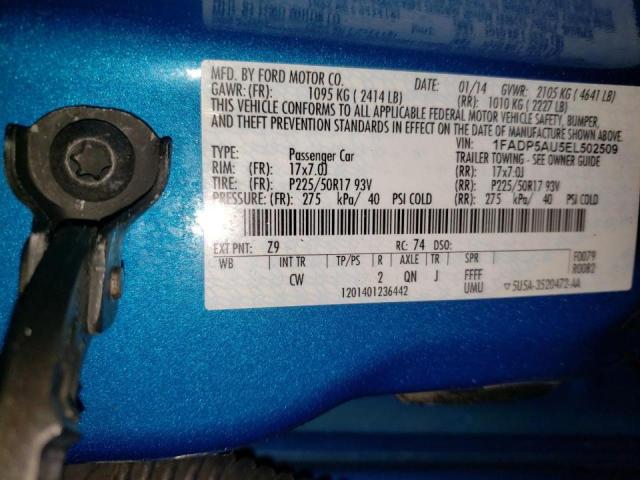 MFD. BY FORD MOTOR CO.
DATE: 01/14 GVWR: 2105 KG ( 4641 LB)
GAWR:(FR): 1095 KG ( 2414 LB) (RR): 1010 KG ( 2227 LB)
THIS VEHICLE CONFORMS TO ALL APPLICABLE FEDERAL MOTOR VEHICLE SAFETY, BUMPER,
AND THEFT PREVENTION STANDARDS IN EFFECT ON THE DATE OF MANUFACTURE SHOWN ABOVE.
VIN: 1FADP5AU5EL502509
TYPE: Passenger Car TRAILER TOWING - SEE OWNERS GUIDE
RIM: (FR): 17x7.0J (RR): 17x7.0J
TIRE: (FR): P225/50R17 93V (RR): P225/50R17 93V
PRESSURE: (FR): 275 kPa/ 40 PSI COLD (RR): 275 kPa/ 40 PSI COLD
EXT PNT: Z9 RC: 74 DSO:
WB INT TR TP/PS R AXLE TR SPR F0079
CW 2 QN J FFFF R0082
UMU
1201401236442 5U5A-3520472-AA